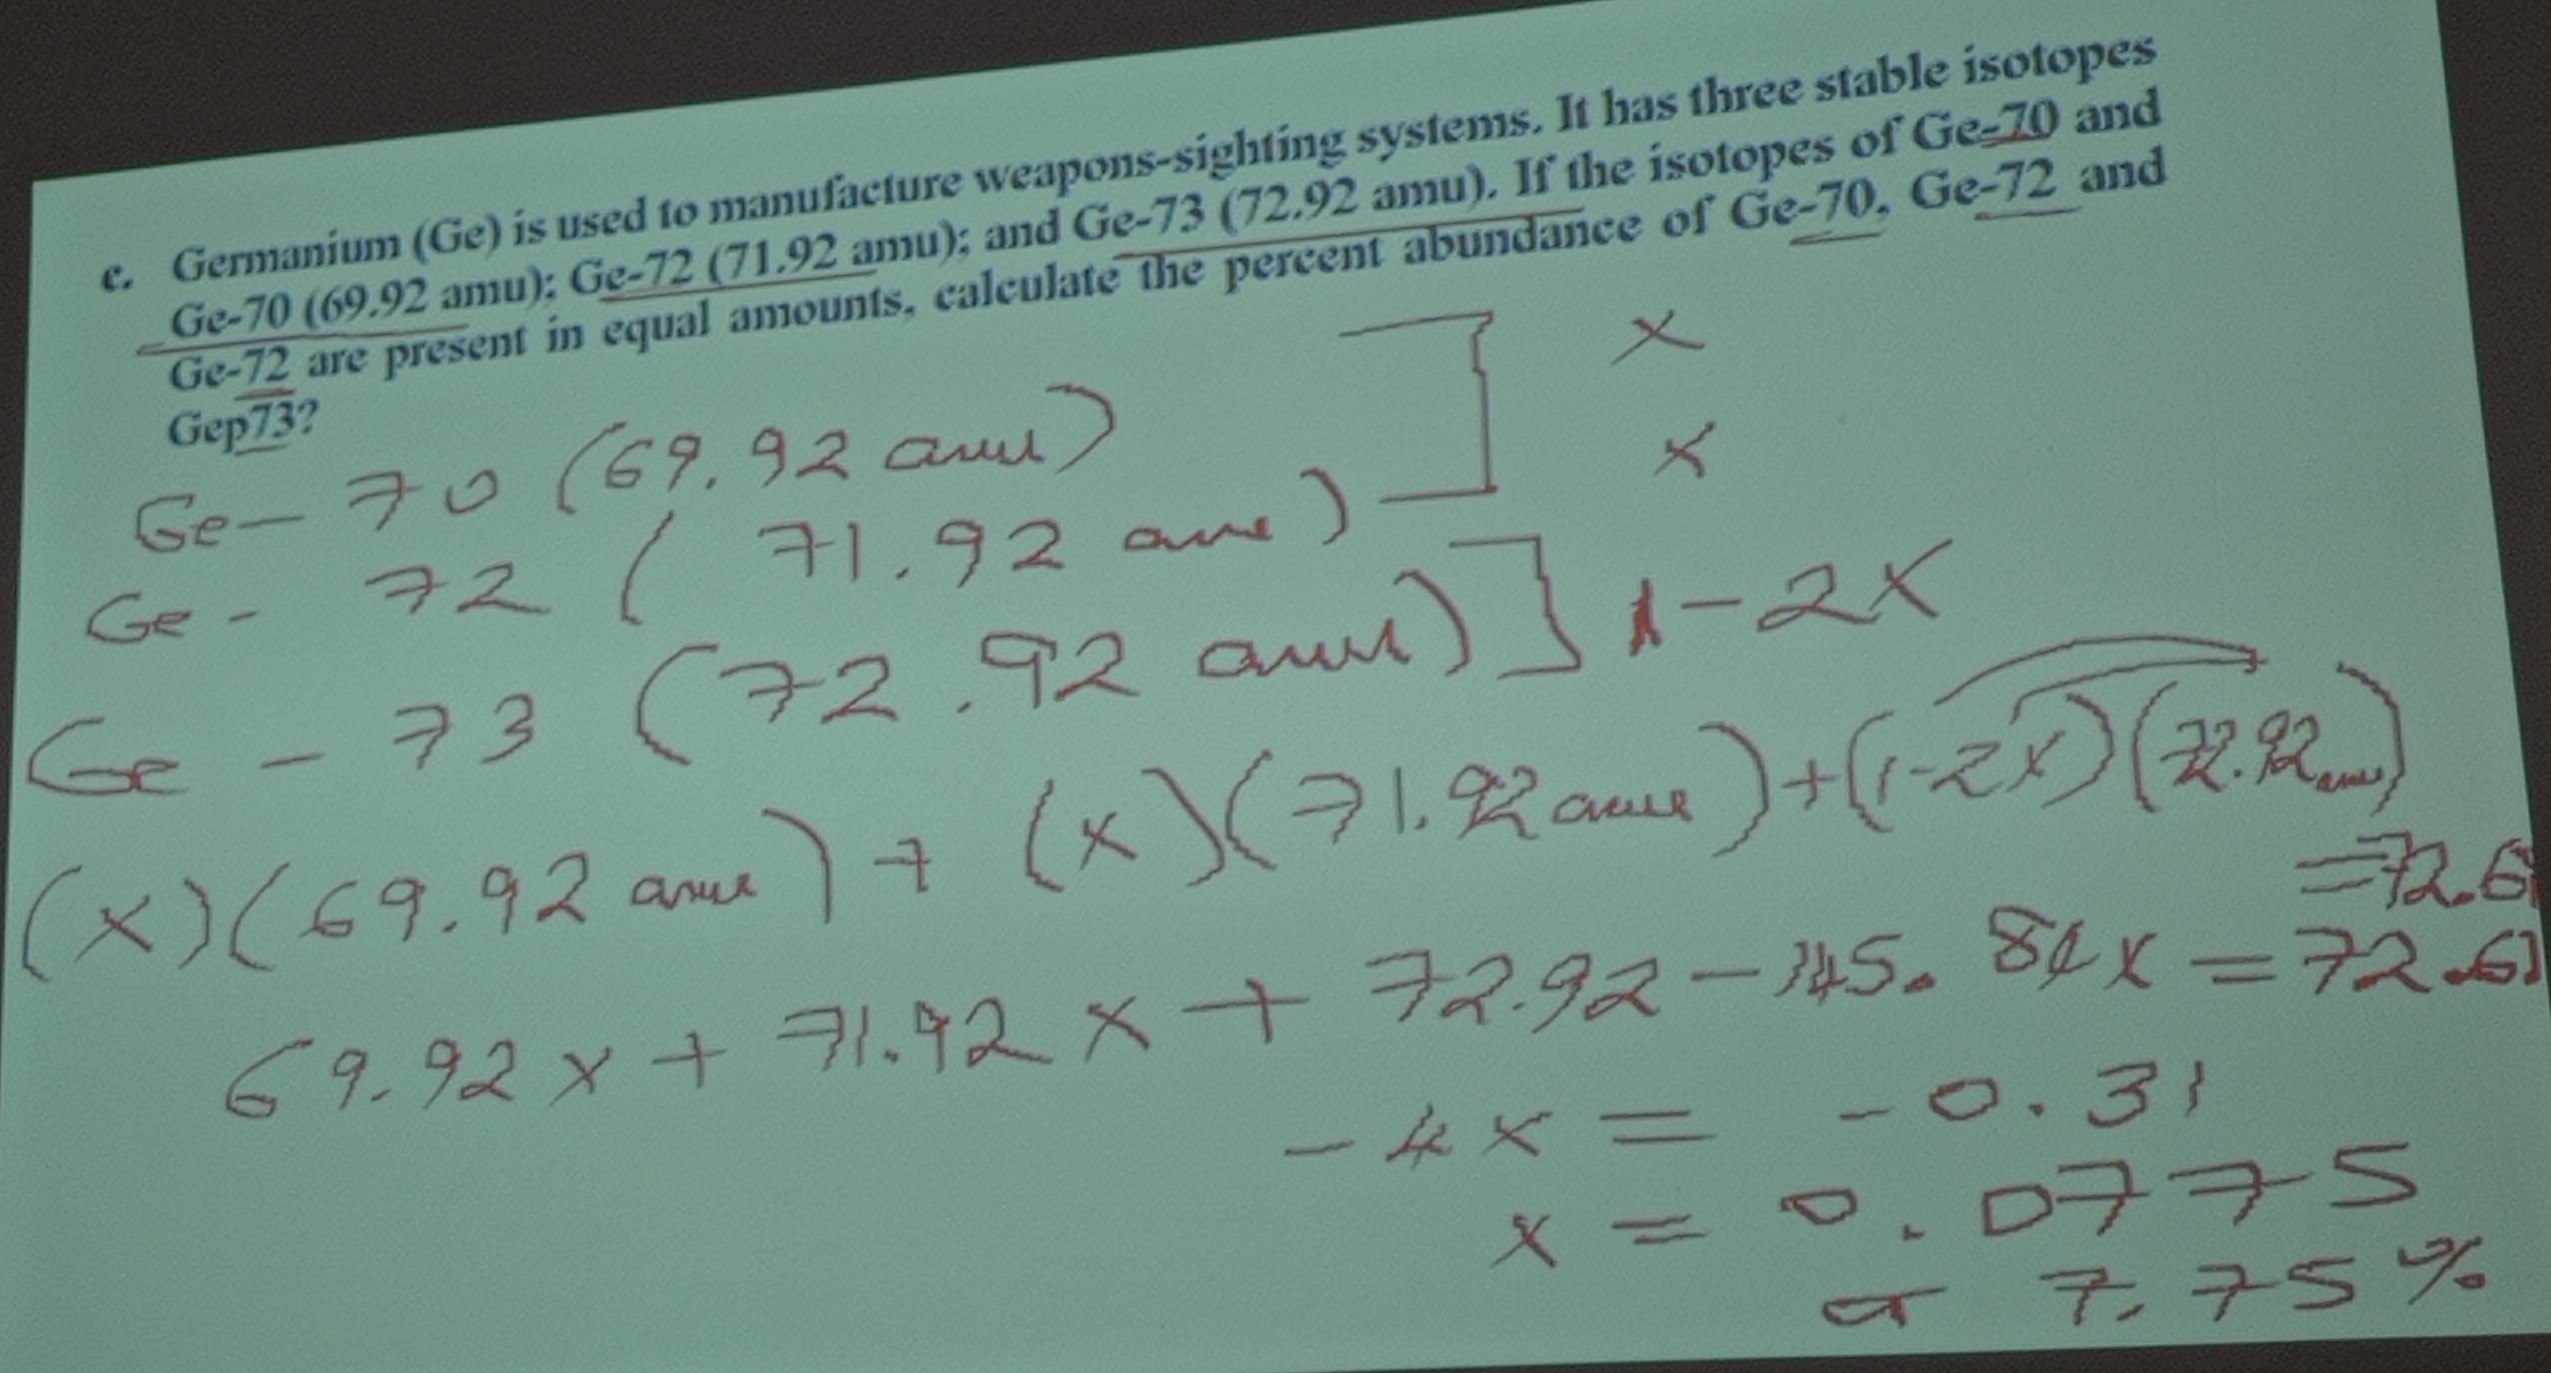 c. Germanium (Ge) is used to manufacture weapons-sighting systems. It has three stable isotopes
Ge-70 (69.92 amu); Ge-72 (71.92 amu); and Ge-73 (72.92 amu). If the isotopes of Ge-70 and
Ge-72 are present in equal amounts, calculate the percent abundance of Ge-70, Ge-72 and
Gep73?
Ge - 70 (69.92 amu) ] x
Ge - 72 ( 71.92 amu ) x
Ge - 73 (72.92 amu) ] 1 - 2x
(x)(69.92 amu) + (x)(71.92 amu) + (1-2x)(72.92 amu)
=72.61
69.92x + 71.92x + 72.92 - 145.84x = 72.61
- 4x = - 0.31
x = 0.0775
or 7.75%